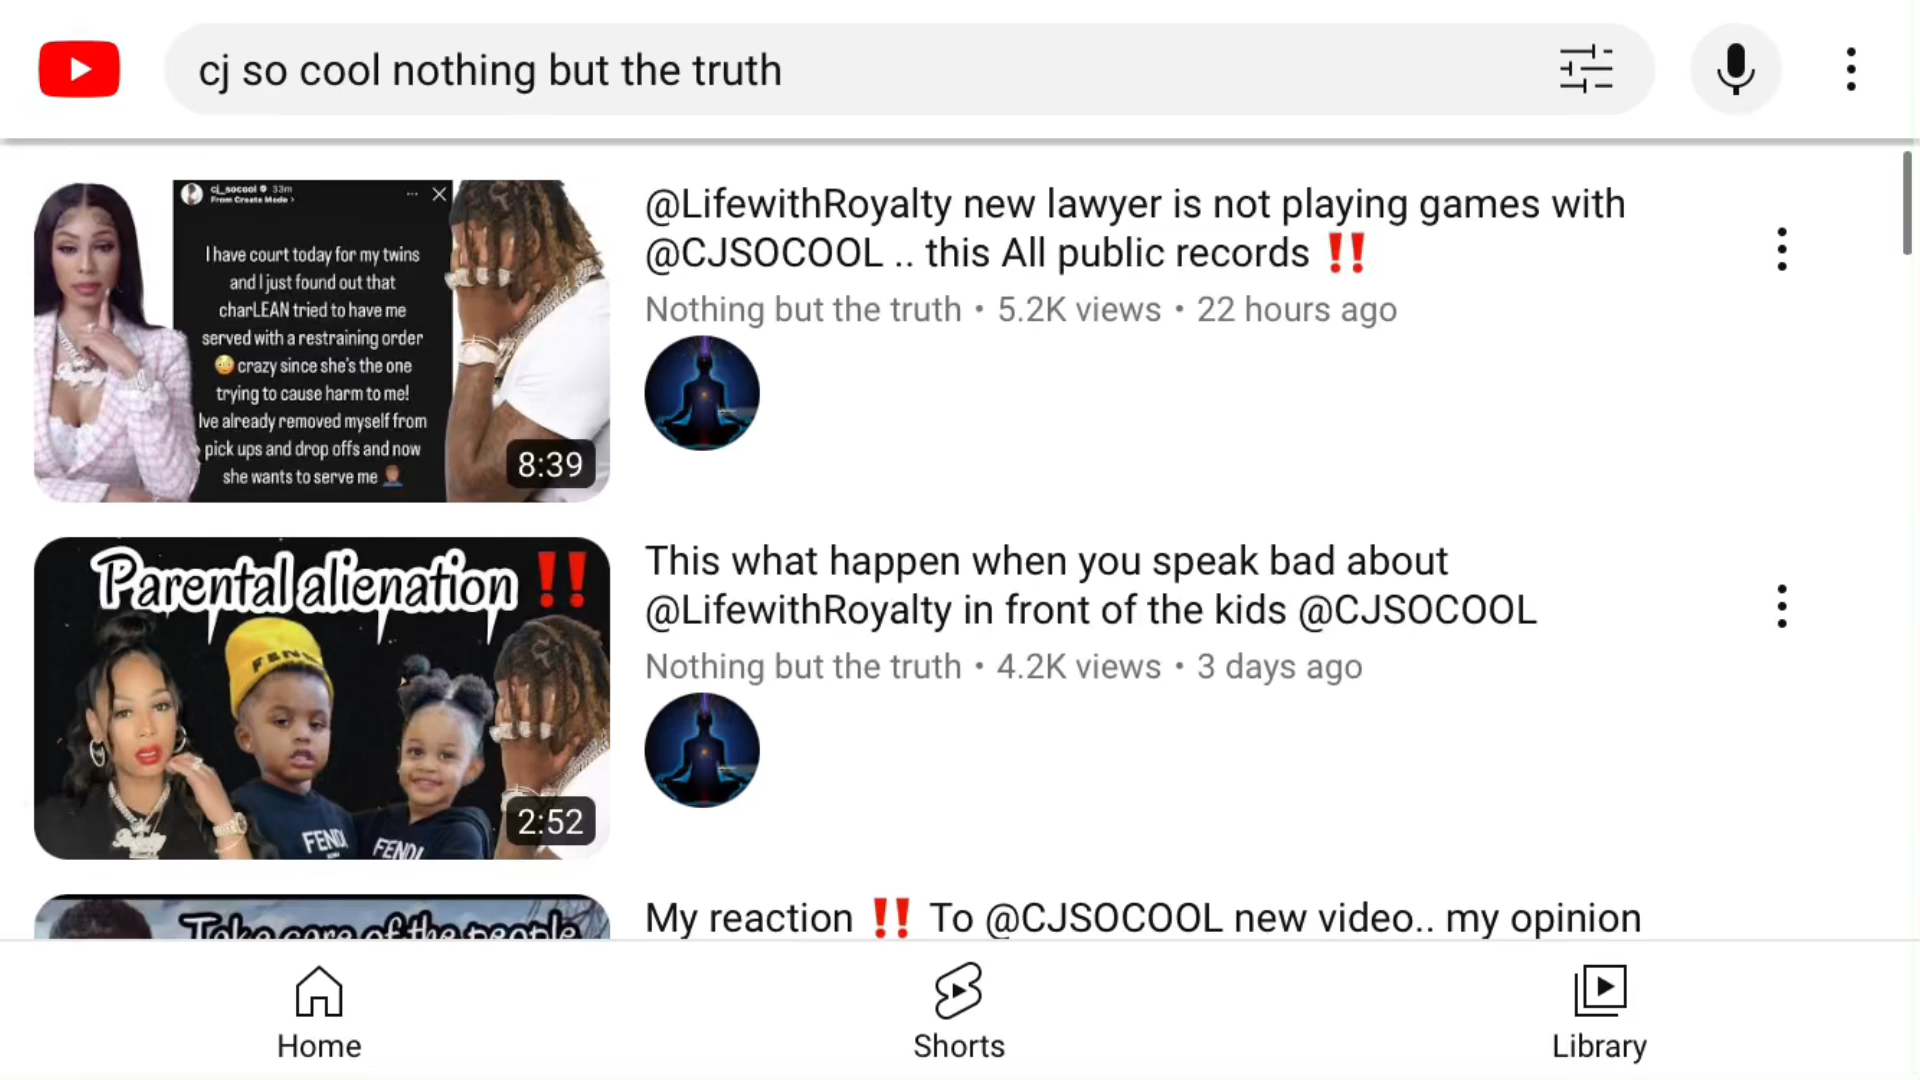 cj so cool nothing but the truth
cj_socool 33m
From Create Mode >
I have court today for my twins
and I just found out that
charLEAN tried to have me
served with a restraining order
😳 crazy since she's the one
trying to cause harm to me!
Ive already removed myself from
pick ups and drop offs and now
she wants to serve me 🤦🏽‍♂️
8:39
@LifewithRoyalty new lawyer is not playing games with
@CJSOCOOL .. this All public records ‼️
Nothing but the truth • 5.2K views • 22 hours ago
Parental alienation ‼️
FENDI
FENDI
FENDI
2:52
This what happen when you speak bad about
@LifewithRoyalty in front of the kids @CJSOCOOL
Nothing but the truth • 4.2K views • 3 days ago
Take care of the people
My reaction ‼️ To @CJSOCOOL new video.. my opinion
Home
Shorts
Library